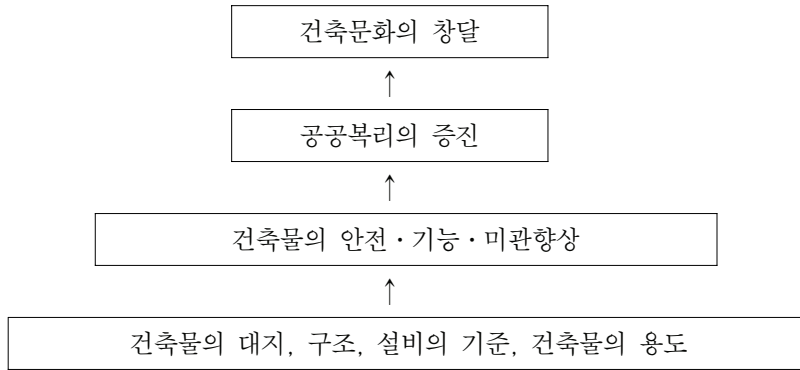 건축문화의 창달
↑
공공복리의 증진
↑
건축물의 안전・기능・미관향상
↑
건축물의 대지, 구조, 설비의 기준, 건축물의 용도